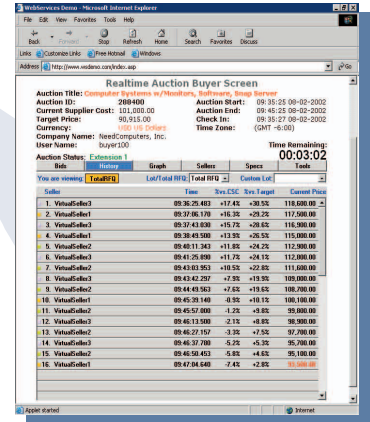 WebServices Demo - Microsoft Internet Explorer
File Edit View Favorites Tools Help
Back Forward Stop Refresh Home Search Favorites Discuss
Links Customize Links Free Hotmail Windows
Address http://www.wsdemo.com/index.asp Go
Realtime Auction Buyer Screen
Auction Title: Computer Systems w/Monitors, Software, Snap Server
Auction ID: 288400 Auction Start: 09:35:25 08-02-2002
Current Supplier Cost: 101,000.00 Auction End: 09:45:25 08-02-2002
Target Price: 90,915.00 Check In: 09:35:27 08-02-2002
Currency: USD US Dollars Time Zone: (GMT -6:00)
Company Name: NeedComputers, Inc.
User Name: buyer100 Time Remaining:
Auction Status: Extension 1 00:03:02
Bids History Graph Sellers Specs Tools
You are viewing: TotalRFQ Lot/Total RFQ: Total RFQ Custom Lot:
Seller Time %vs.CSC %vs.Target Current Price
1. VirtualSeller3 09:36:25.483 +17.4% +30.5% 118,600.00
2. VirtualSeller1 09:37:06.170 +16.3% +29.2% 117,500.00
3. VirtualSeller3 09:37:43.030 +15.7% +28.6% 116,900.00
4. VirtualSeller1 09:38:49.500 +13.9% +26.5% 115,000.00
5. VirtualSeller2 09:40:11.343 +11.8% +24.2% 112,900.00
6. VirtualSeller3 09:41:25.890 +11.7% +24.1% 112,800.00
7. VirtualSeller2 09:43:03.953 +10.5% +22.8% 111,600.00
8. VirtualSeller3 09:43:42.297 +7.9% +19.9% 109,000.00
9. VirtualSeller2 09:44:49.563 +7.6% +19.6% 108,700.00
10. VirtualSeller1 09:45:39.140 -0.9% +10.1% 100,100.00
11. VirtualSeller2 09:45:57.000 -1.2% +9.8% 99,800.00
12. VirtualSeller3 09:46:13.500 -2.1% +8.8% 98,900.00
13. VirtualSeller2 09:46:27.157 -3.3% +7.5% 97,700.00
14. VirtualSeller3 09:46:37.700 -5.2% +5.3% 95,700.00
15. VirtualSeller2 09:46:50.453 -5.8% +4.6% 95,100.00
16. VirtualSeller1 09:47:04.640 -7.4% +2.8% 93,500.00
Applet started Internet